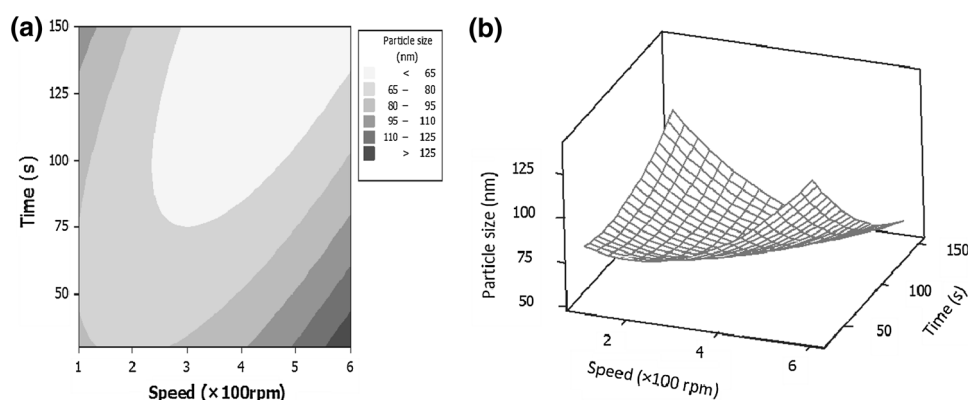 (a)
150
125
100
75
50
1 2 3 4 5 6
Time (s)
Speed (×100rpm)
Particle size
(nm)
< 65
65 – 80
80 – 95
95 – 110
110 – 125
> 125
(b)
125
100
75
50
Particle size (nm)
2
4
6
Speed (×100 rpm)
50
100
150
Time (s)